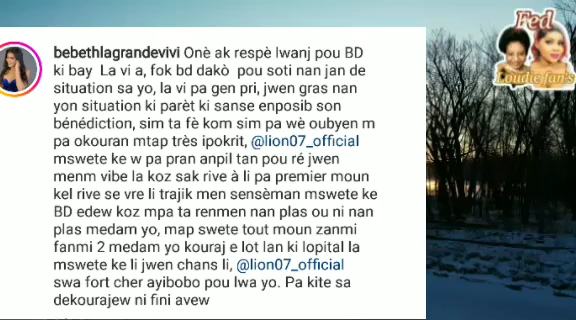 bebethlagrandevivi Onè ak respè lwanj pou BD
ki bay La vi a, fok bd dakò pou soti nan jan de
situation sa yo, la vi pa gen pri, jwen gras nan
yon situation ki parèt ki sanse enposib son
bénédiction, sim ta fè kom sim pa wè oubyen m
pa okouran mtap très ipokrit, @lion07_official
mswete ke w pa pran anpil tan pou ré jwen
menm vibe la koz sak rive à li pa premier moun
kel rive se vre li trajik men sensèman mswete ke
BD edew koz mpa ta renmen nan plas ou ni nan
plas medam yo, map swete tout moun zanmi
fanmi 2 medam yo kouraj e lot lan ki lopital la
mswete ke li jwen chans li, @lion07_official
swa fort cher ayibobo pou lwa yo. Pa kite sa
dekourajew ni fini avew
Fed
Loudie fan's